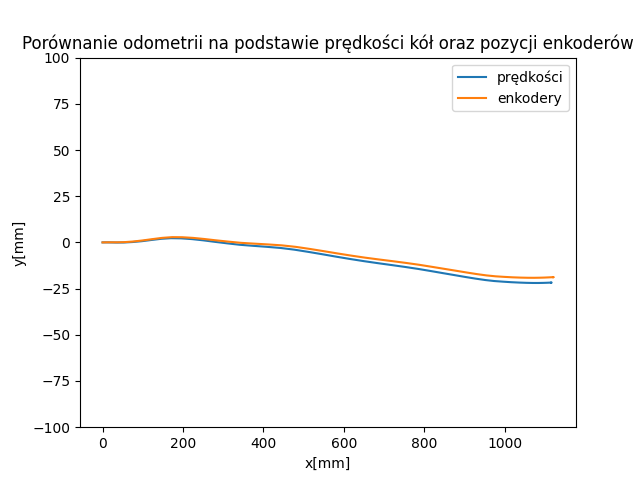 Porównanie odometrii na podstawie prędkości kół oraz pozycji enkoderów
100
75
50
25
0
−25
−50
−75
−100
y[mm]
prędkości
enkodery
0 200 400 600 800 1000
x[mm]